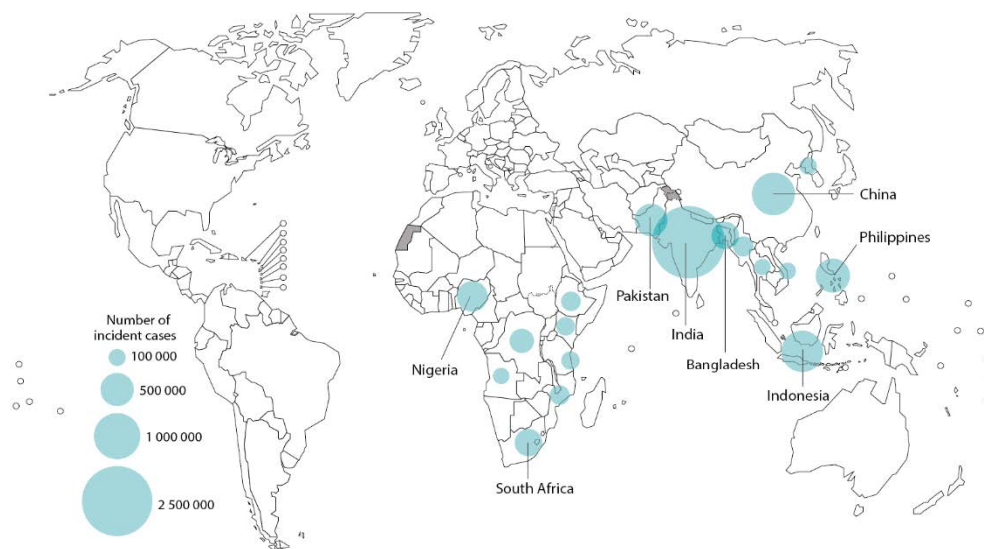 China
Philippines
Pakistan
India
Bangladesh
Indonesia
Nigeria
South Africa
Number of
incident cases
100 000
500 000
1 000 000
2 500 000